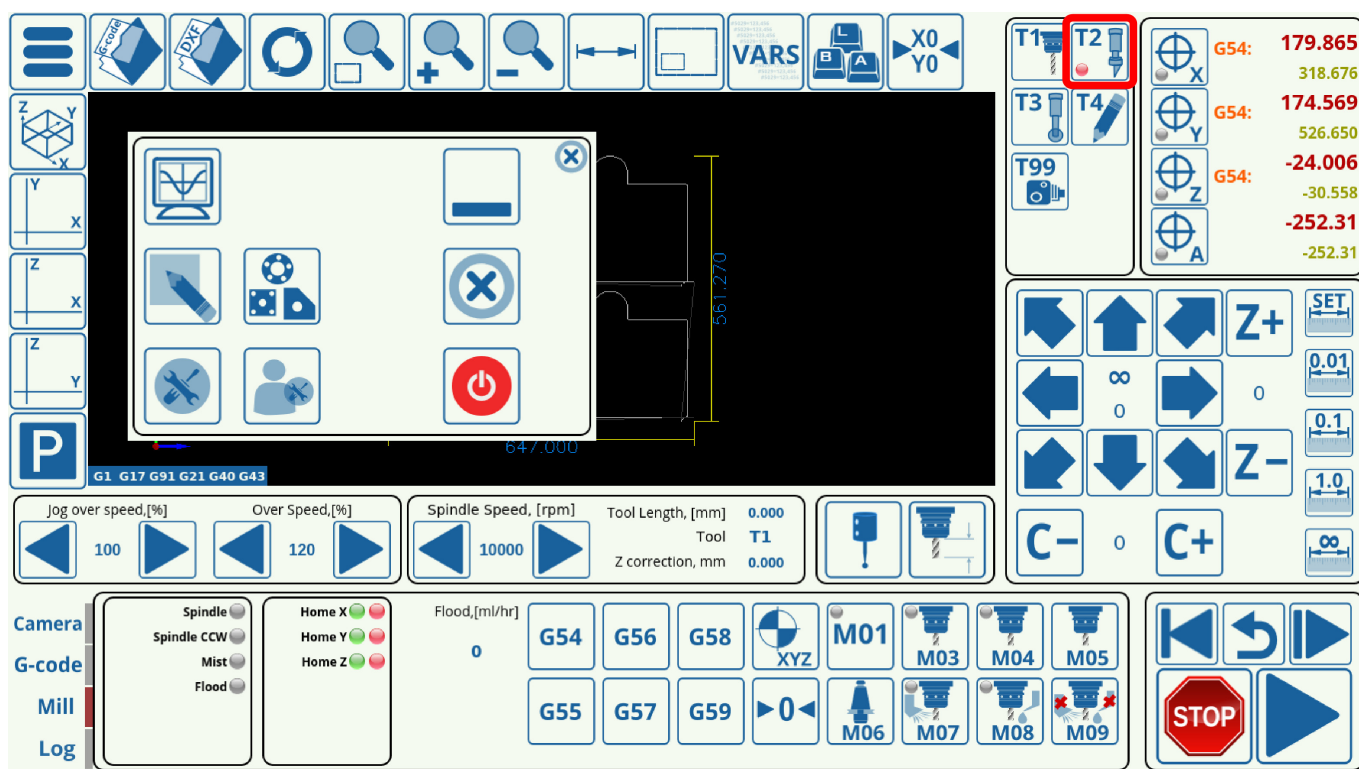 G-code
DXF
VARS
L
B
A
X0
Y0
T1
T2
T3
T4
T99
X
G54:
179.865
318.676
Y
G54:
174.569
526.650
Z
G54:
-24.006
-30.558
A
-252.31
-252.31
Z
Y
X
Y
X
Z
X
Z
Y
P
561.270
647.000
G1 G17 G91 G21 G40 G43
Z+
SET
0.01
∞
0
0
0.1
Z-
1.0
C-
0
C+
∞
Jog over speed,[%]
100
Over Speed,[%]
120
Spindle Speed, [rpm]
10000
Tool Length, [mm] 0.000
Tool T1
Z correction, mm 0.000
Camera
G-code
Mill
Log
Spindle
Spindle CCW
Mist
Flood
Home X
Home Y
Home Z
Flood,[ml/hr]
0
G54
G56
G58
XYZ
M01
M03
M04
M05
G55
G57
G59
0
M06
M07
M08
M09
STOP